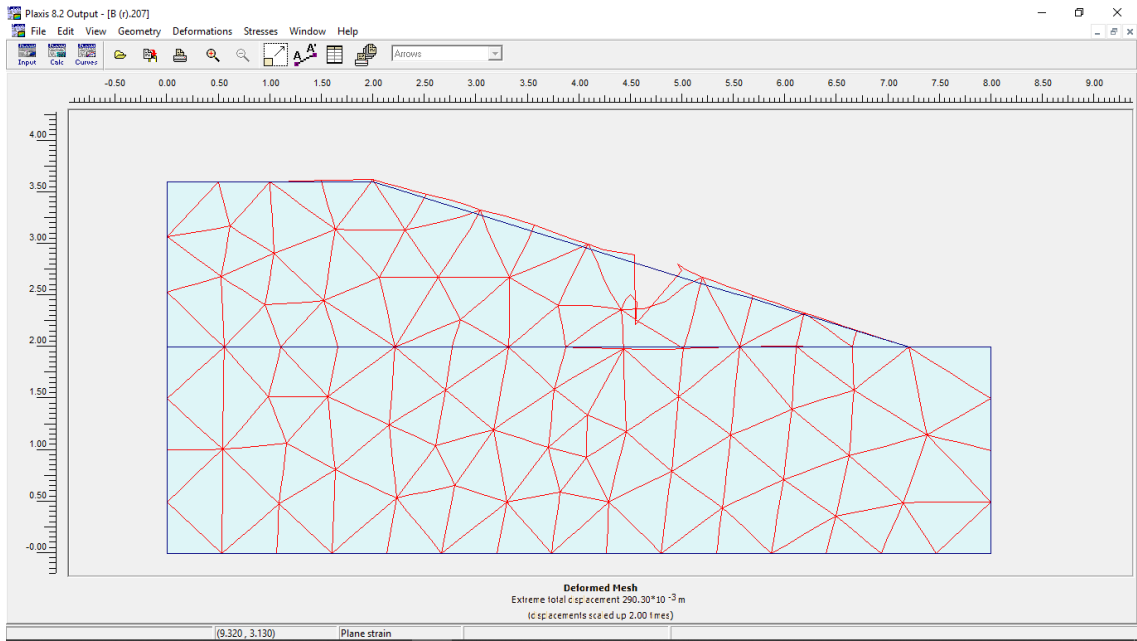 Plaxis 8.2 Output - [B (r).207]
File Edit View Geometry Deformations Stresses Window Help
Input Calc Curves A A' Arrows
-0.50 0.00 0.50 1.00 1.50 2.00 2.50 3.00 3.50 4.00 4.50 5.00 5.50 6.00 6.50 7.00 7.50 8.00 8.50 9.00
4.00
3.50
3.00
2.50
2.00
1.50
1.00
0.50
-0.00
Deformed Mesh
Extreme total displacement 290.30*10 -3 m
(displacements scaled up 2.00 times)
(9.320 , 3.130) Plane strain